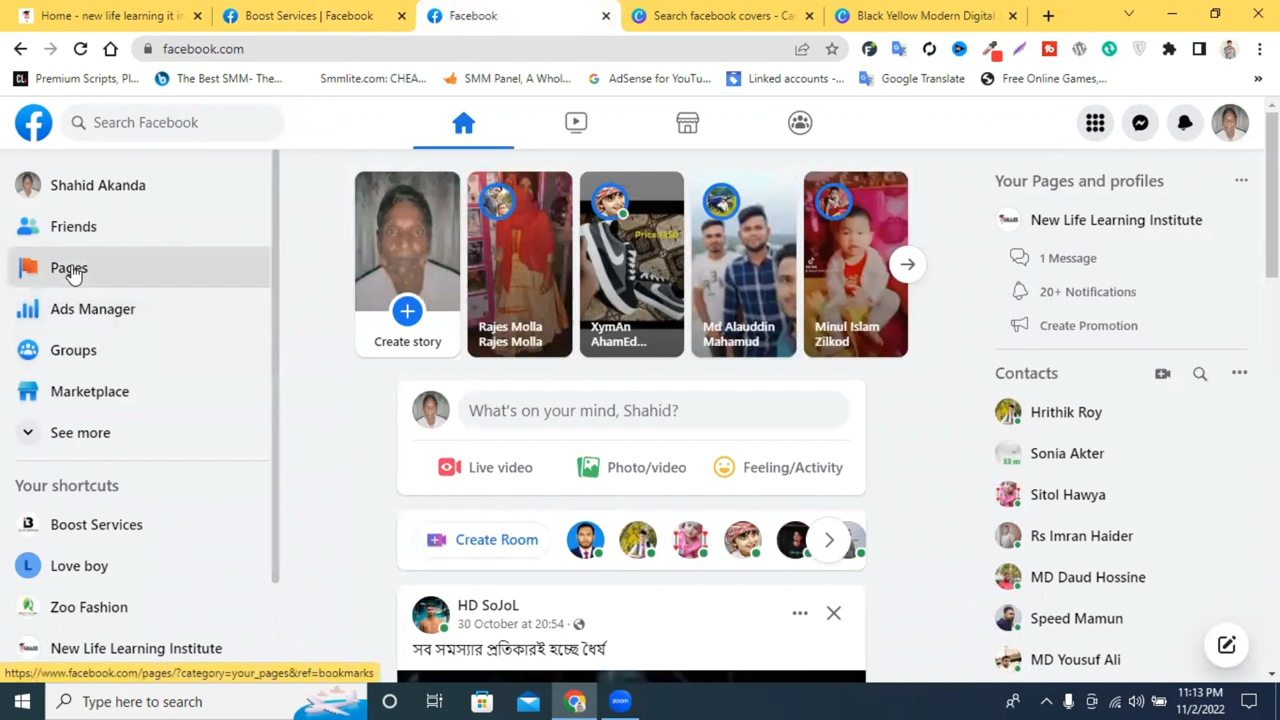 Home - new life learning it in
Boost Services | Facebook
Facebook
Search facebook covers - Ca
Black Yellow Modern Digital
facebook.com
CL Premium Scripts, Pl...
The Best SMM- The...
Smmlite.com: CHEA...
SMM Panel, A Whol...
AdSense for YouTu...
Linked accounts -...
Google Translate
Free Online Games,...
Search Facebook
Shahid Akanda
Friends
Pages
Ads Manager
Groups
Marketplace
See more
Your shortcuts
Boost Services
Love boy
Zoo Fashion
New Life Learning Institute
Create story
Rajes Molla
Rajes Molla
Price:1350
XymAn
AhamEd...
Md Alauddin
Mahamud
Minul Islam
Zilkod
What's on your mind, Shahid?
Live video
Photo/video
Feeling/Activity
Create Room
HD SoJoL
30 October at 20:54 ·
সব সমস্যার প্রতিকারই হচ্ছে ধৈর্য
Your Pages and profiles
New Life Learning Institute
1 Message
20+ Notifications
Create Promotion
Contacts
Hrithik Roy
Sonia Akter
33 m
Sitol Hawya
Rs Imran Haider
MD Daud Hossine
Speed Mamun
MD Yousuf Ali
https://www.facebook.com/pages/?category=your_pages&ref=bookmarks
Type here to search
zoom
11:13 PM
11/2/2022